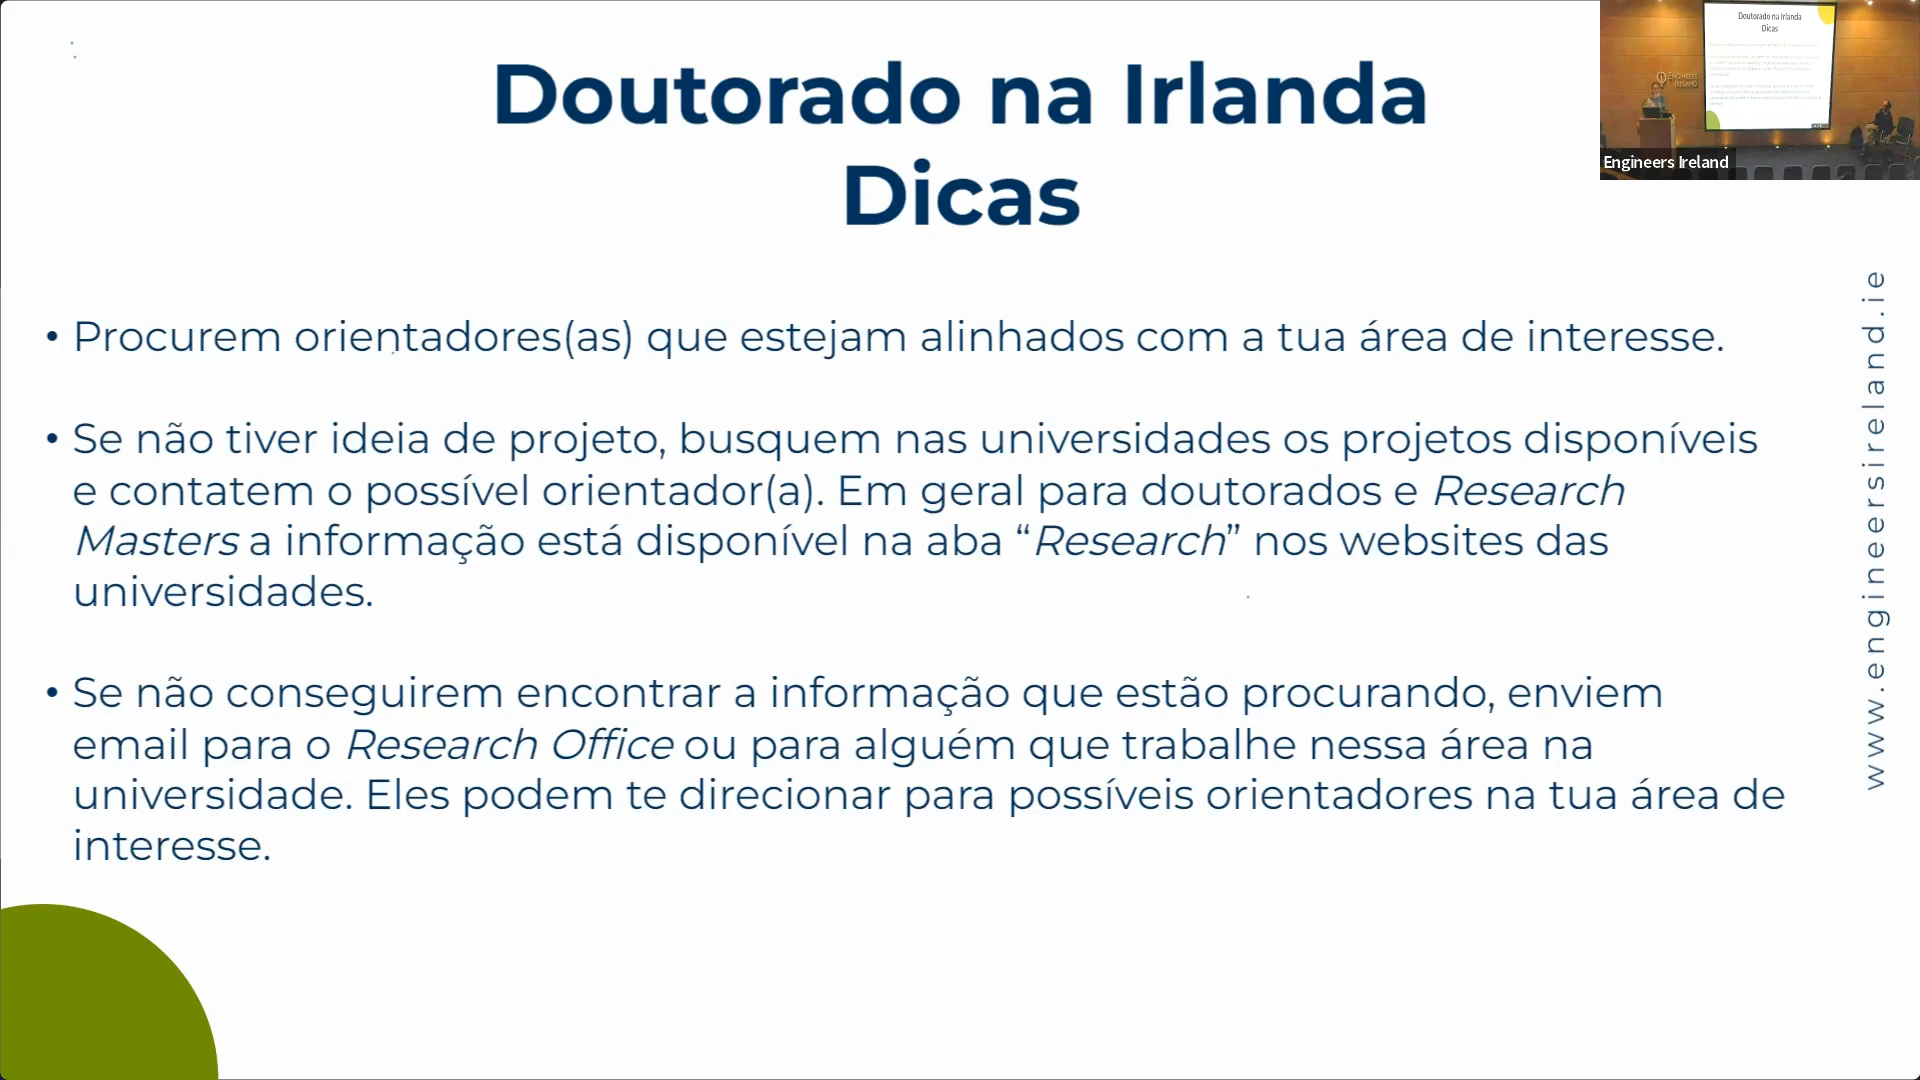 Doutorado na Irlanda
Dicas
• Procurem orientadores(as) que estejam alinhados com a tua área de interesse.
• Se não tiver ideia de projeto, busquem nas universidades os projetos disponíveis
e contatem o possível orientador(a). Em geral para doutorados e Research
Masters a informação está disponível na aba “Research” nos websites das
universidades.
• Se não conseguirem encontrar a informação que estão procurando, enviem
email para o Research Office ou para alguém que trabalhe nessa área na
universidade. Eles podem te direcionar para possíveis orientadores na tua área de
interesse.
www.engineersireland.ie
Doutorado na Irlanda
Dicas
ENGINEERS
IRELAND
Engineers Ireland